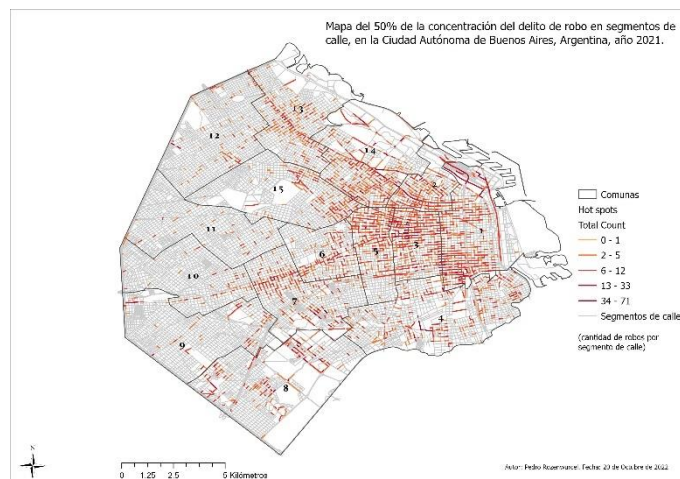 Mapa del 50% de la concentración del delito de robo en segmentos de
calle, en la Ciudad Autónoma de Buenos Aires, Argentina, año 2021.
13
12
14
15
2
1
11
6
5
3
10
7
4
9
8
Comunas
Hot spots
Total Count
0 - 1
2 - 5
6 - 12
13 - 33
34 - 71
Segmentos de calle
(cantidad de robos por
segmento de calle)
N
0 1.25 2.5 5 Kilómetros
Autor: Pedro Fecha: 20 de Octubre de 2022